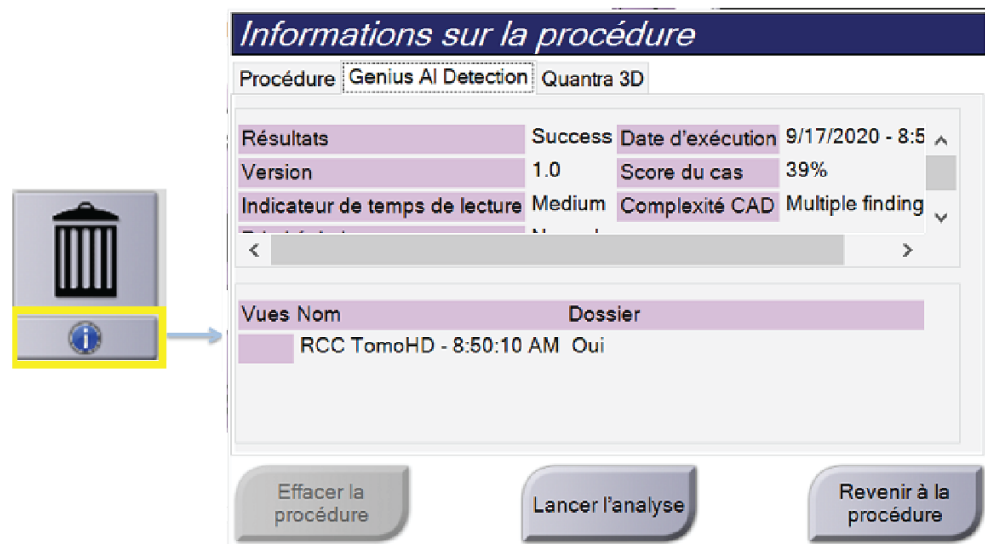 Informations sur la procédure
Procédure Genius AI Detection Quantra 3D
Résultats Success Date d'exécution 9/17/2020 - 8:5
Version 1.0 Score du cas 39%
Indicateur de temps de lecture Medium Complexité CAD Multiple finding
Vues Nom Dossier
RCC TomoHD - 8:50:10 AM Oui
Effacer la procédure Lancer l'analyse Revenir à la procédure